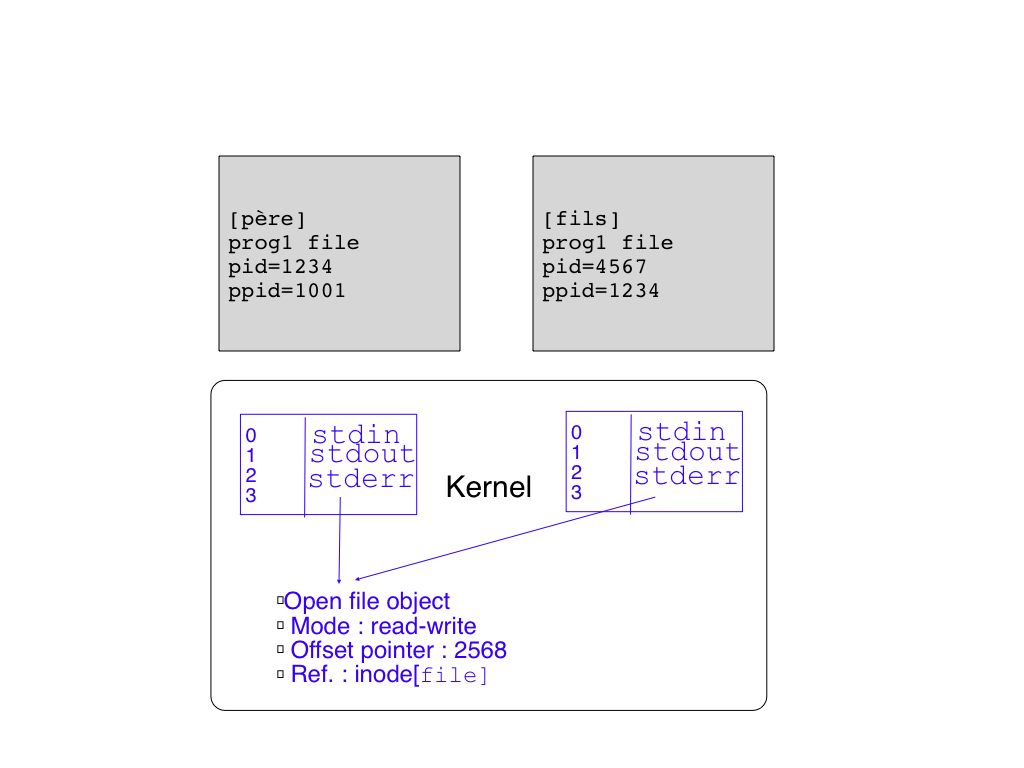 [père]
prog1 file
pid=1234
ppid=1001
[fils]
prog1 file
pid=4567
ppid=1234
0 stdin
1 stdout
2 stderr
3
Kernel
0 stdin
1 stdout
2 stderr
3
Open file object
Mode : read-write
Offset pointer : 2568
Ref. : inode[file]